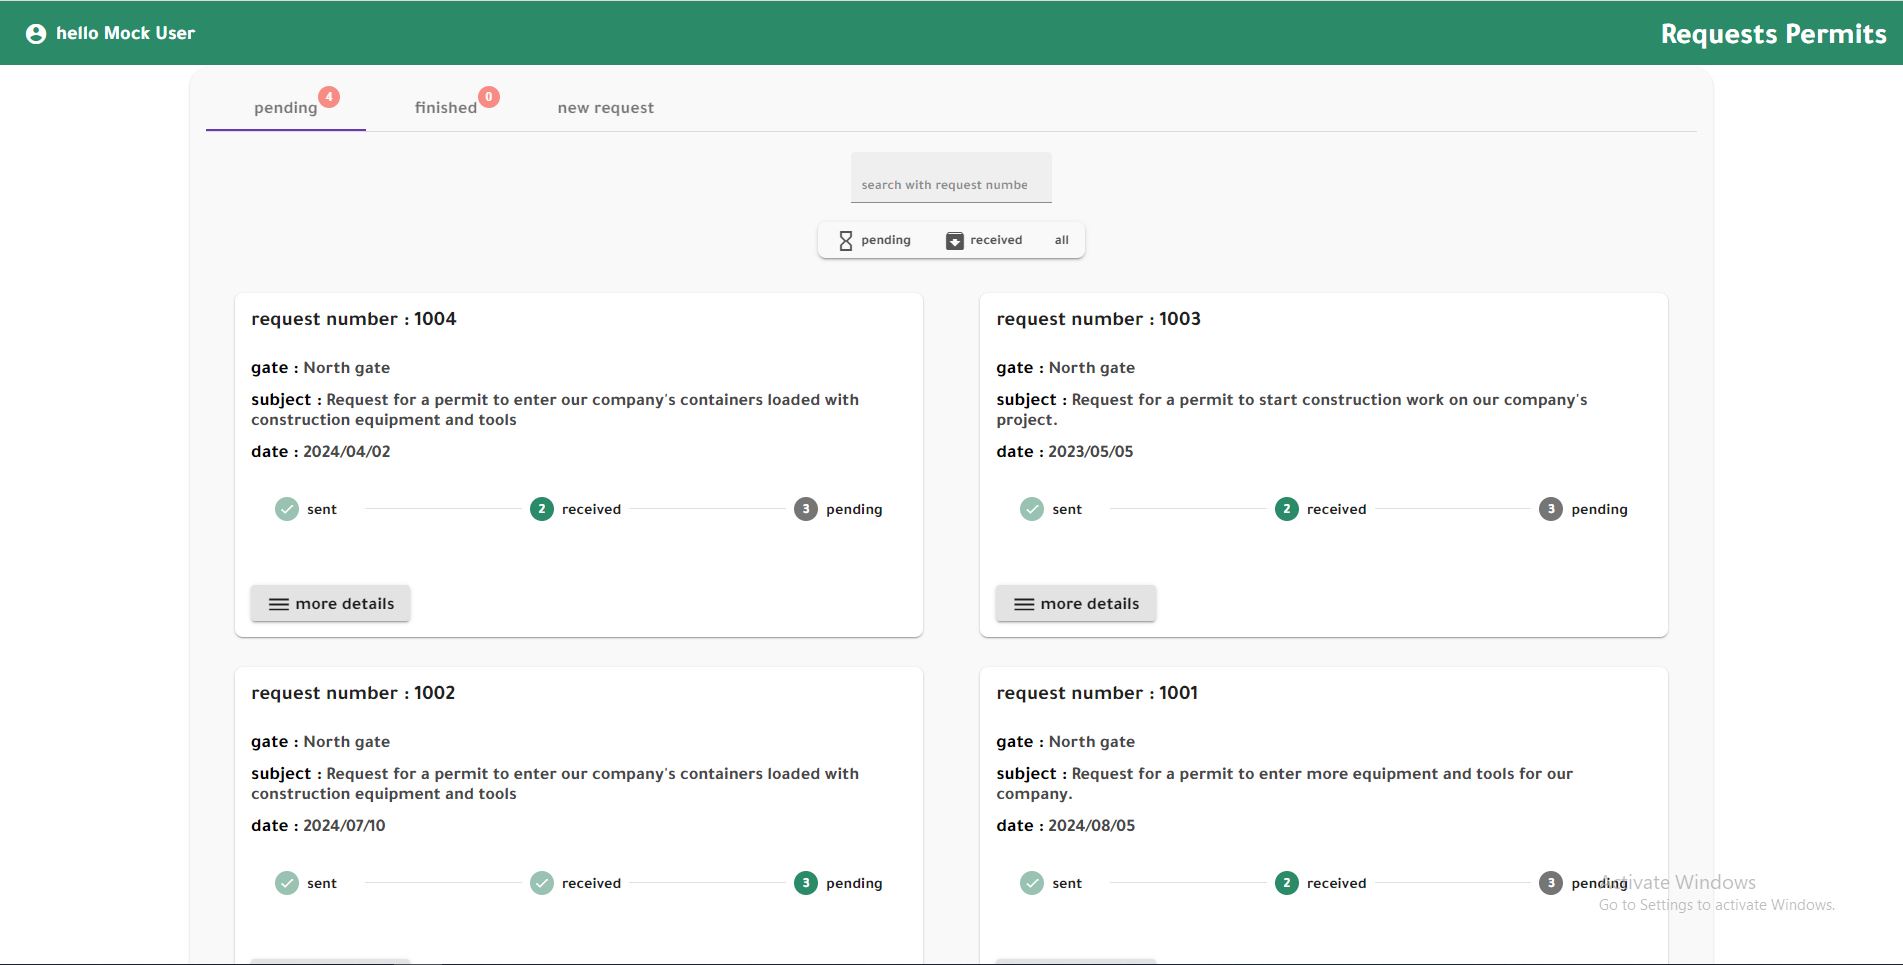 hello Mock User
Requests Permits
pending 4
finished 0
new request
search with request numbe
pending
received
all
request number : 1004
gate : North gate
subject : Request for a permit to enter our company's containers loaded with
construction equipment and tools
date : 2024/04/02
sent
2 received
3 pending
more details
request number : 1003
gate : North gate
subject : Request for a permit to start construction work on our company's
project.
date : 2023/05/05
sent
2 received
3 pending
more details
request number : 1002
gate : North gate
subject : Request for a permit to enter our company's containers loaded with
construction equipment and tools
date : 2024/07/10
sent
received
3 pending
request number : 1001
gate : North gate
subject : Request for a permit to enter more equipment and tools for our
company.
date : 2024/08/05
sent
2 received
3 pending
Activate Windows
Go to Settings to activate Windows.